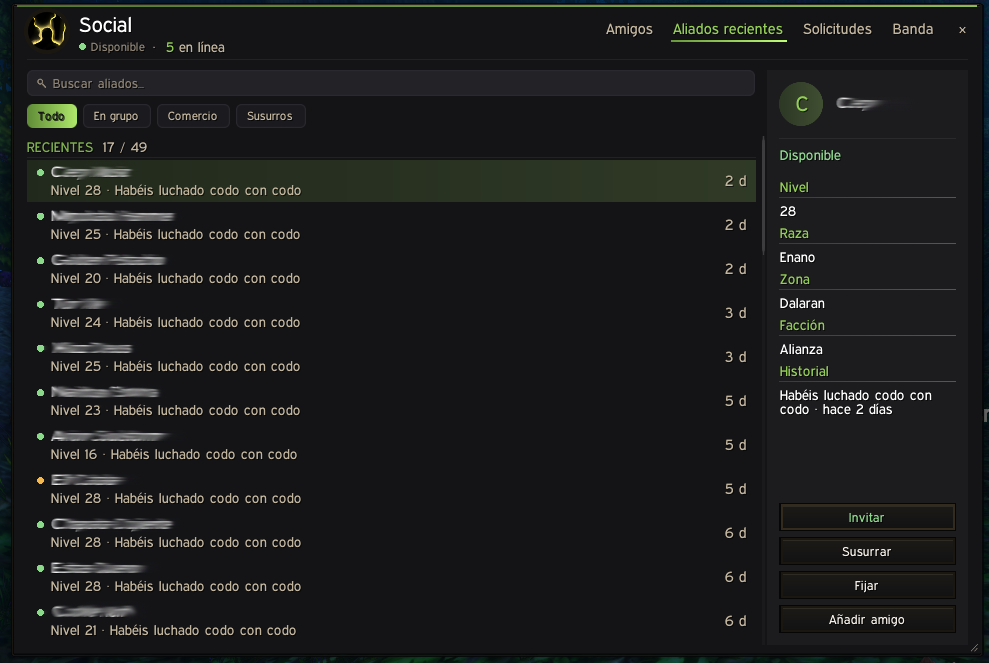 Social
Disponible · 5 en línea
Amigos Aliados recientes Solicitudes Banda ×
Buscar aliados...
Todo En grupo Comercio Susurros
RECIENTES 17 / 49
Nivel 28 · Habéis luchado codo con codo 2 d
Nivel 25 · Habéis luchado codo con codo 2 d
Nivel 20 · Habéis luchado codo con codo 2 d
Nivel 24 · Habéis luchado codo con codo 3 d
Nivel 25 · Habéis luchado codo con codo 3 d
Nivel 23 · Habéis luchado codo con codo 5 d
Nivel 16 · Habéis luchado codo con codo 5 d
Nivel 28 · Habéis luchado codo con codo 5 d
Nivel 28 · Habéis luchado codo con codo 6 d
Nivel 28 · Habéis luchado codo con codo 6 d
Nivel 21 · Habéis luchado codo con codo 6 d
C
Disponible
Nivel
28
Raza
Enano
Zona
Dalaran
Facción
Alianza
Historial
Habéis luchado codo con
codo · hace 2 días
Invitar
Susurrar
Fijar
Añadir amigo